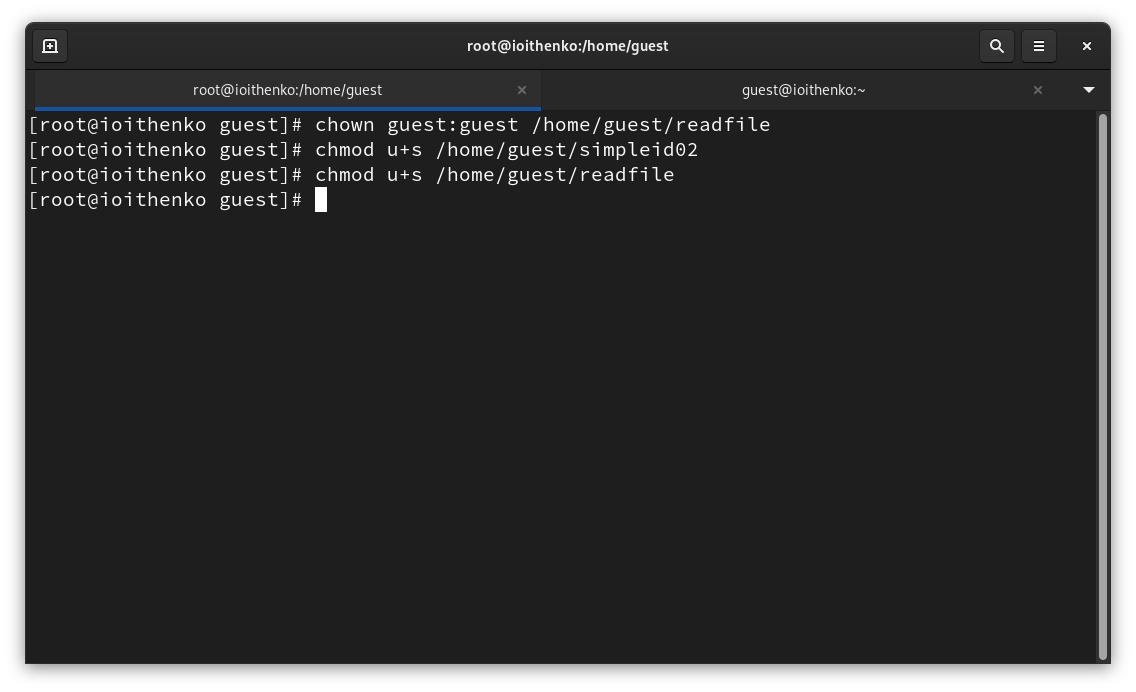 root@ioithenko:/home/guest
root@ioithenko:/home/guest
guest@ioithenko:~
[root@ioithenko guest]# chown guest:guest /home/guest/readfile
[root@ioithenko guest]# chmod u+s /home/guest/simpleid02
[root@ioithenko guest]# chmod u+s /home/guest/readfile
[root@ioithenko guest]#